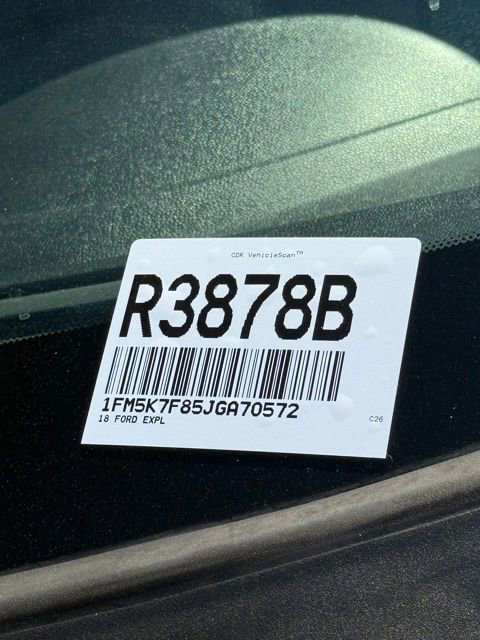 CDK VehicleScan™
R3878B
1FM5K7F85JGA70572
18 FORD EXPL
C26